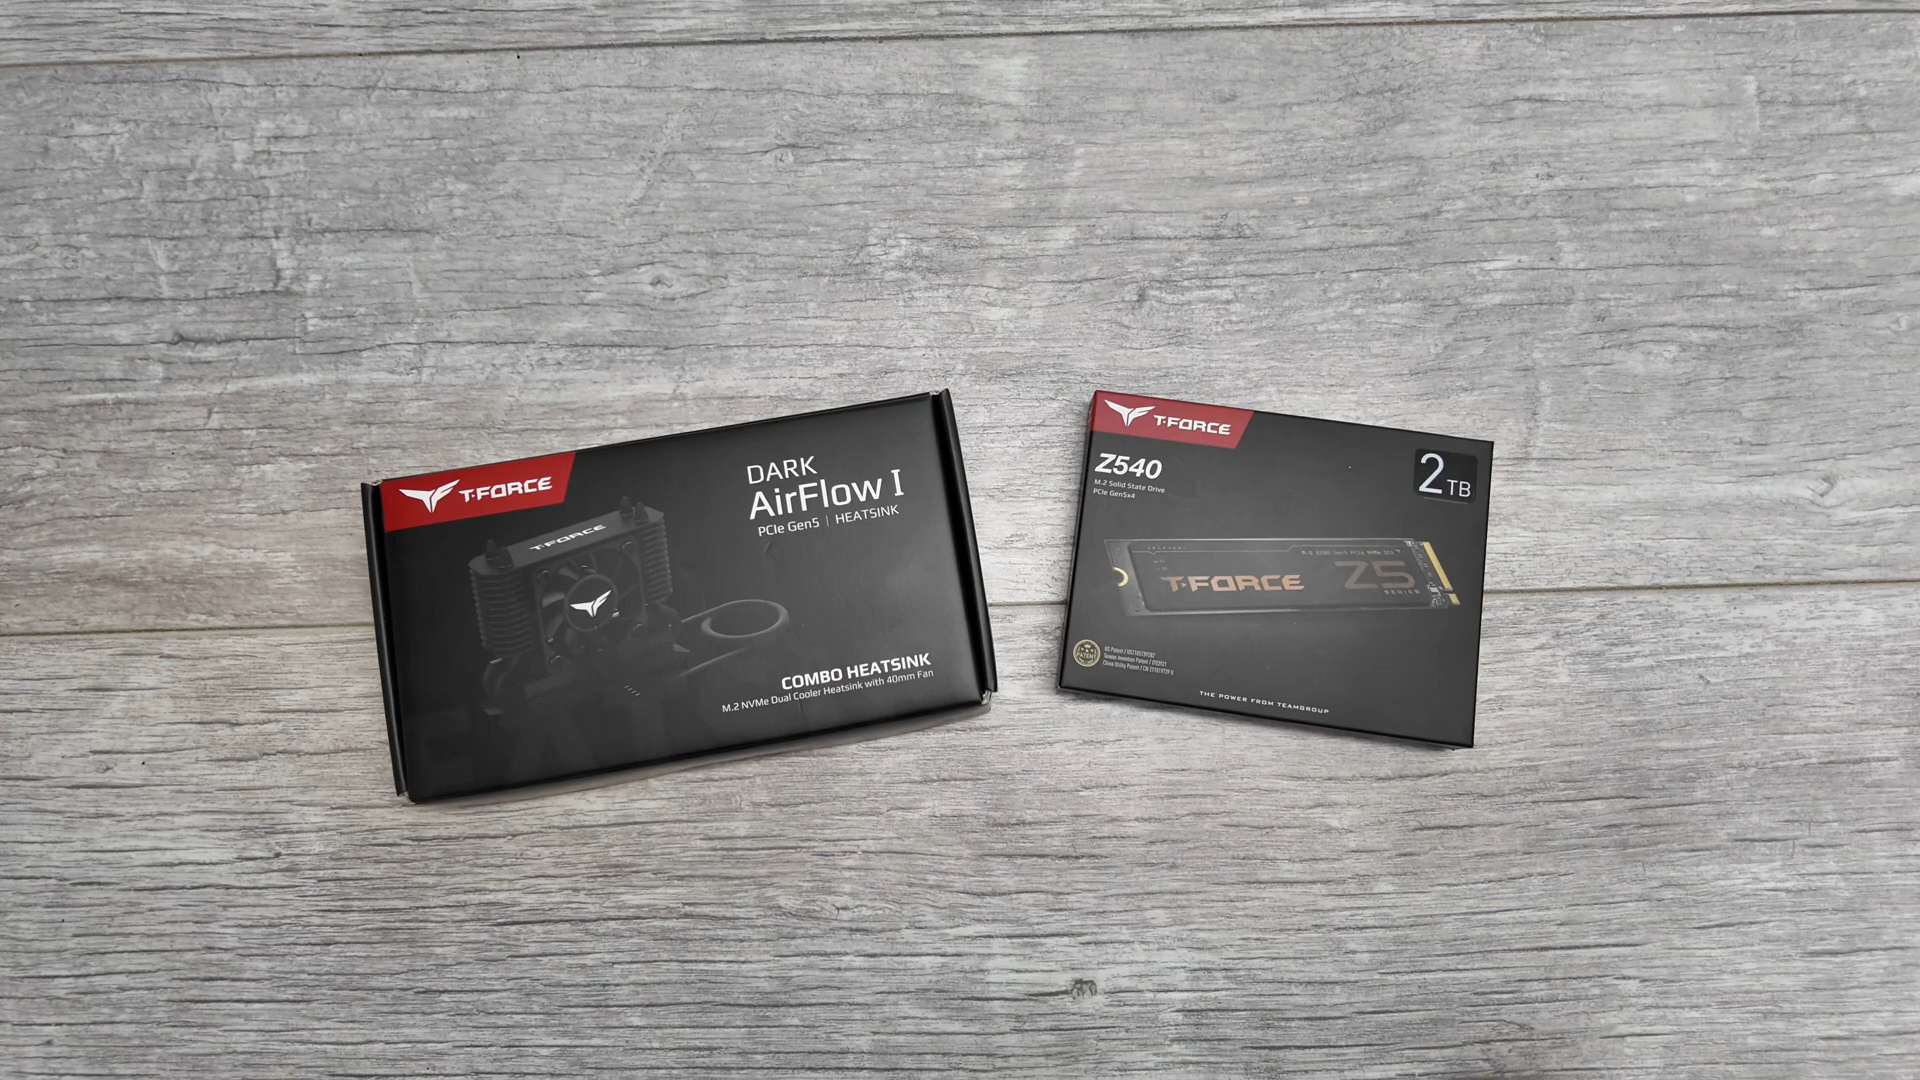 T-FORCE
DARK
AirFlow I
PCIe Gen5 | HEATSINK
T-FORCE
COMBO HEATSINK
M.2 NVMe Dual Cooler Heatsink with 40mm Fan
T-FORCE
Z540
M.2 Solid State Drive
PCIe Gen5x4
2TB
T-FORCE
Z5
SERIES
PATENT
THE POWER FROM TEAMGROUP